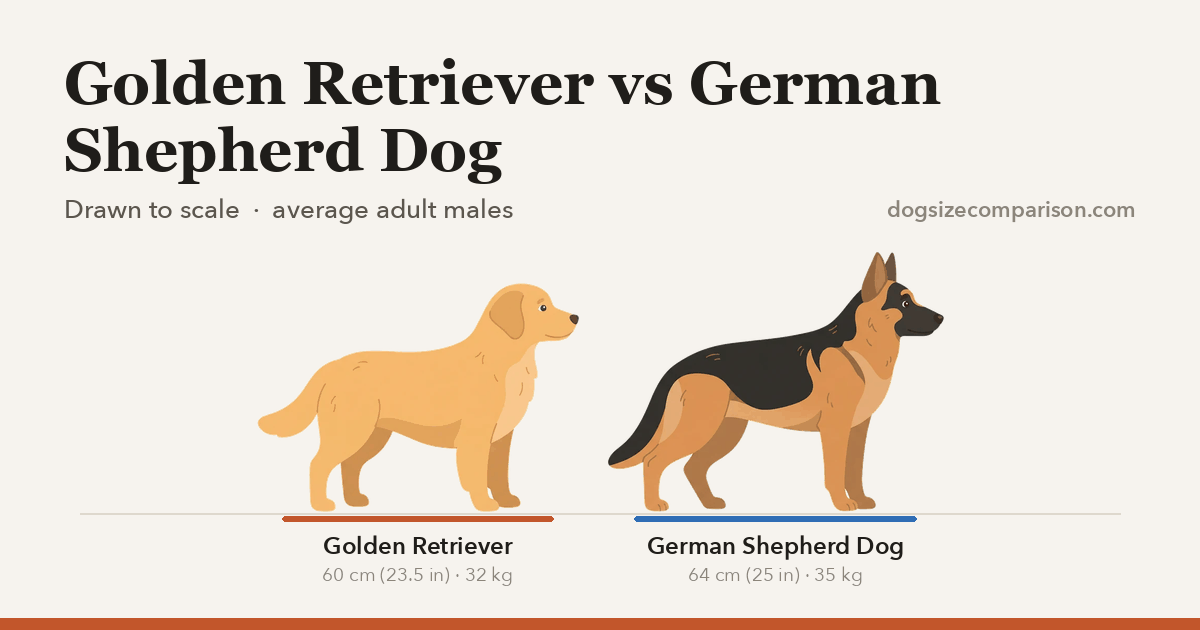 Golden Retriever vs German
Shepherd Dog
Drawn to scale · average adult males
dogsizecomparison.com
Golden Retriever
60 cm (23.5 in) · 32 kg
German Shepherd Dog
64 cm (25 in) · 35 kg